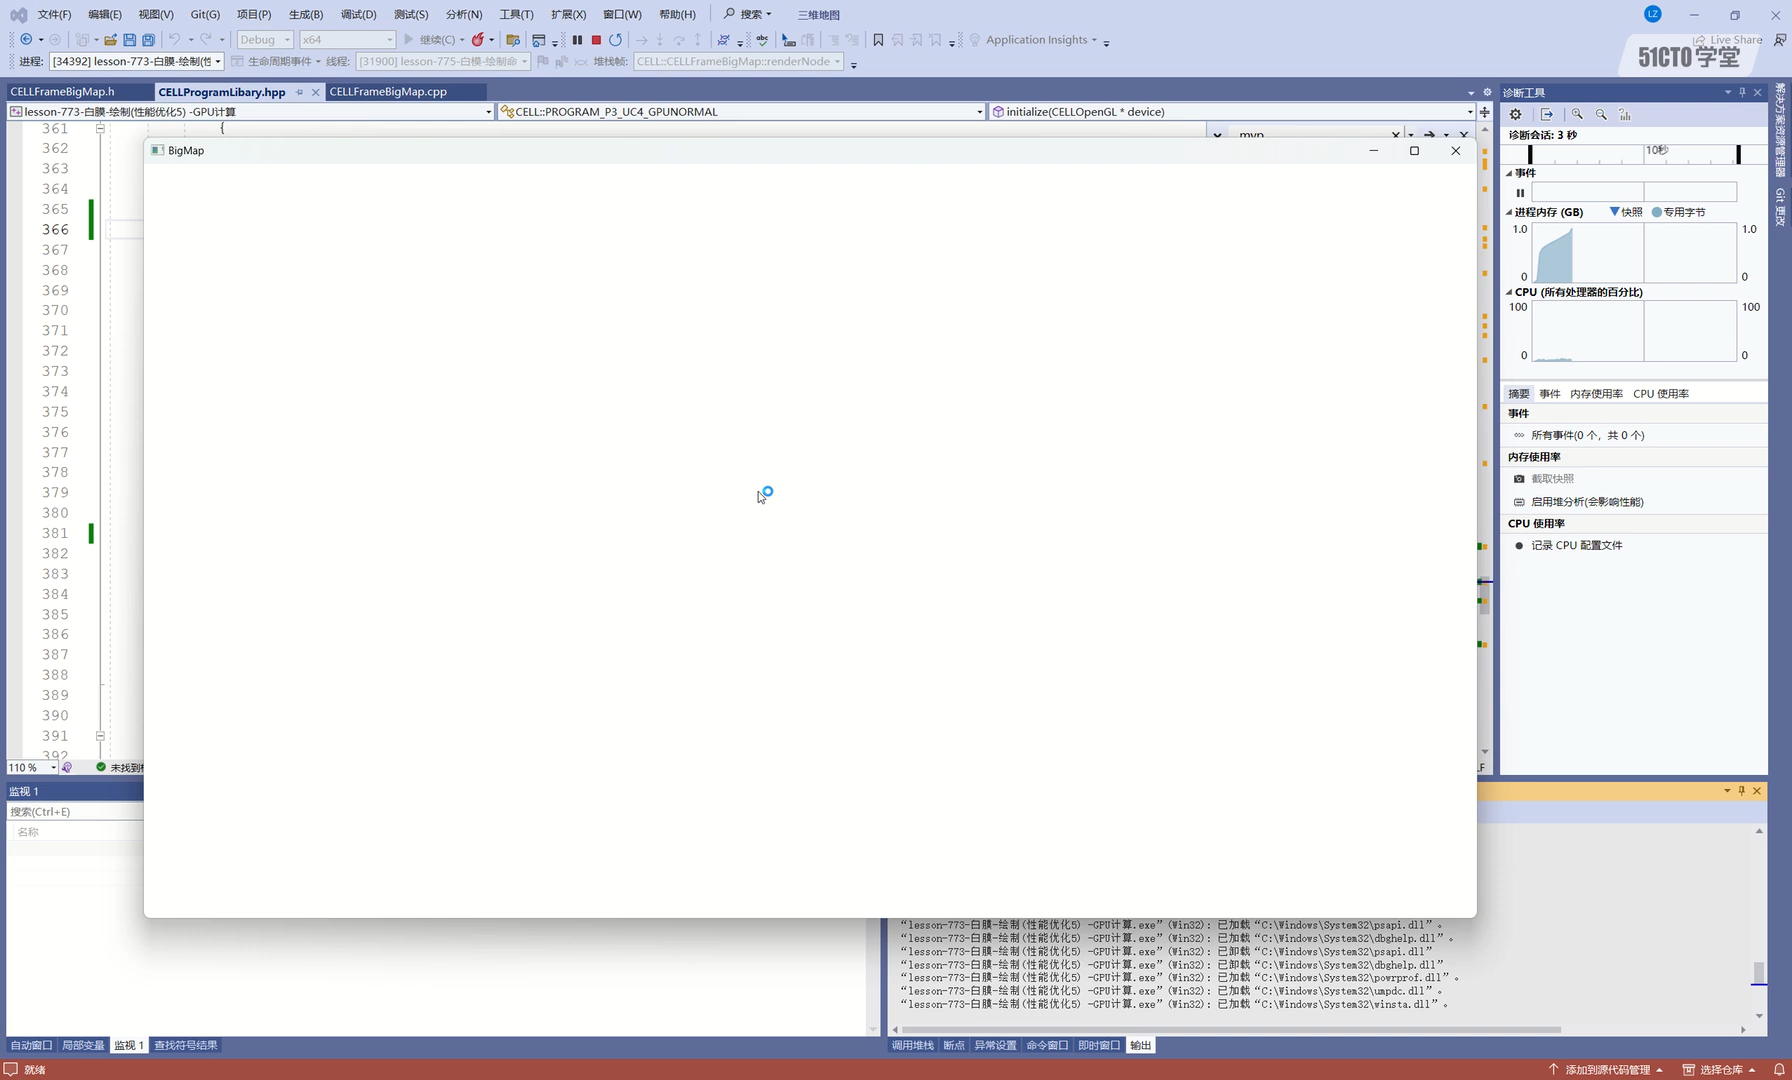 文件(F) 编辑(E) 视图(V) Git(G) 项目(P) 生成(B) 调试(D) 测试(S) 分析(N) 工具(T) 扩展(X) 窗口(W) 帮助(H) 搜索 三维地图 LZ
Debug x64 继续(C) Application Insights Live Share
51CTO学堂
进程: [34392] lesson-773-白膜-绘制(性 生命周期事件 线程: [31900] lesson-775-白模-绘制命 堆栈帧: CELL::CELLFrameBigMap::renderNode
CELLFrameBigMap.h CELLProgramLibary.hpp CELLFrameBigMap.cpp
lesson-773-白膜-绘制(性能优化5) -GPU计算 CELL::PROGRAM_P3_UC4_GPUNORMAL initialize(CELLOpenGL * device)
361 {
mvp
BigMap
362
363
364
365
366
367
368
369
370
371
372
373
374
375
376
377
378
379
380
381
382
383
384
385
386
387
388
389
390
391
392
110 % 未找到
诊断工具
诊断会话: 3 秒
10秒
事件
进程内存 (GB) 快照 专用字节
1.0 1.0
0 0
CPU (所有处理器的百分比)
100 100
0 0
摘要 事件 内存使用率 CPU 使用率
事件
所有事件(0 个，共 0 个)
内存使用率
截取快照
启用堆分析(会影响性能)
CPU 使用率
记录 CPU 配置文件
解决方案资源管理器
Git 更改
监视 1
搜索(Ctrl+E)
名称
“lesson-773-白膜-绘制(性能优化5) -GPU计算.exe”(Win32): 已加载“C:\Windows\System32\psapi.dll”。
“lesson-773-白膜-绘制(性能优化5) -GPU计算.exe”(Win32): 已加载“C:\Windows\System32\dbghelp.dll”。
“lesson-773-白膜-绘制(性能优化5) -GPU计算.exe”(Win32): 已卸载“C:\Windows\System32\psapi.dll”
“lesson-773-白膜-绘制(性能优化5) -GPU计算.exe”(Win32): 已卸载“C:\Windows\System32\dbghelp.dll”
“lesson-773-白膜-绘制(性能优化5) -GPU计算.exe”(Win32): 已加载“C:\Windows\System32\powrprof.dll”。
“lesson-773-白膜-绘制(性能优化5) -GPU计算.exe”(Win32): 已加载“C:\Windows\System32\umpdc.dll”。
“lesson-773-白膜-绘制(性能优化5) -GPU计算.exe”(Win32): 已加载“C:\Windows\System32\winsta.dll”。
自动窗口 局部变量 监视 1 查找符号结果
调用堆栈 断点 异常设置 命令窗口 即时窗口 输出
就绪 添加到源代码管理 选择仓库